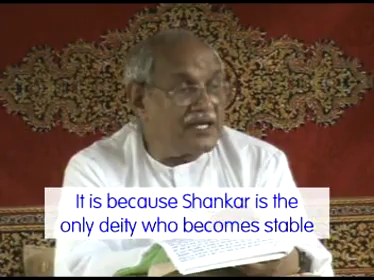 It is because Shankar is the
only deity who becomes stable